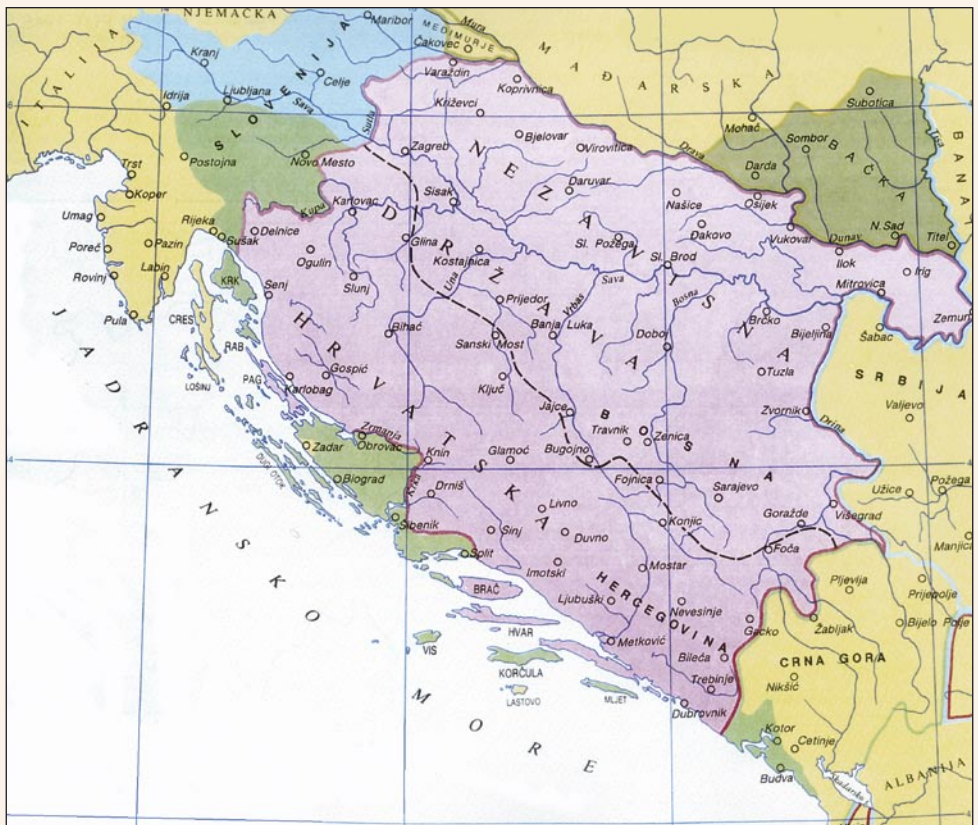 NJEMAČKA
Maribor
Mura
MEĐIMURJE
Čakovec
MAĐARSKA
ITALIJA
Kranj
Celje
Varaždin
Koprivnica
Idrija
Ljubljana
Sava
SLOVENIJA
Sutla
Križevci
Subotica
Tisa
BANAT
Mohač
Sombor
BAČKA
Trst
Postojna
Novo Mesto
Zagreb
Bjelovar
Virovitica
Drava
Darda
Koper
Sisak
Daruvar
Našice
Osijek
Umag
Rijeka
Sušak
Delnice
Kupa
Karlovac
NEZAVISNA
DRŽAVA
HRVATSKA
Poreč
Pazin
Glina
Kostajnica
Sl. Požega
Đakovo
Vukovar
Dunav
N.Sad
Titel
Ogulin
Slunj
Una
Sava
Sl. Brod
Ilok
Irig
Rovinj
Labin
KRK
Senj
Prijedor
Vrbas
Bosna
Mitrovica
Zemun
Pula
CRES
RAB
Bihać
Sanski Most
Banja Luka
Doboj
Brčko
Bijeljina
Šabac
LOŠINJ
PAG
Karlobag
Gospić
Ključ
Tuzla
SRBIJA
Valjevo
Jajce
Travnik
Zenica
BOSNA
Zvornik
Drina
Zadar
Zrmanja
Obrovac
Knin
Glamoč
Bugojno
DUGI OTOK
Biograd
Krka
Drniš
Livno
Fojnica
Sarajevo
Užice
Požega
Šibenik
Sinj
Duvno
Konjic
Goražde
Višegrad
Split
Imotski
Mostar
Foča
Manjica
BRAČ
Ljubuški
HERCEGOVINA
Nevesinje
Pljevlja
Prijepolje
HVAR
Metković
Gacko
Žabljak
Bijelo Polje
VIS
KORČULA
Bileća
CRNA GORA
LASTOVO
MLJET
Trebinje
Nikšić
Dubrovnik
Kotor
Cetinje
Budva
ALBANIJA
JADRANSKO
MORE